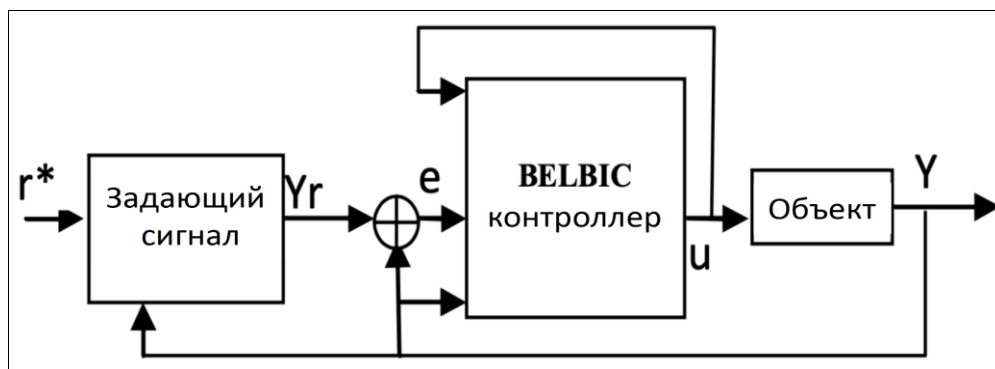 r*
Задающий
сигнал
Yr
e
BELBIC
контроллер
u
Объект
Y